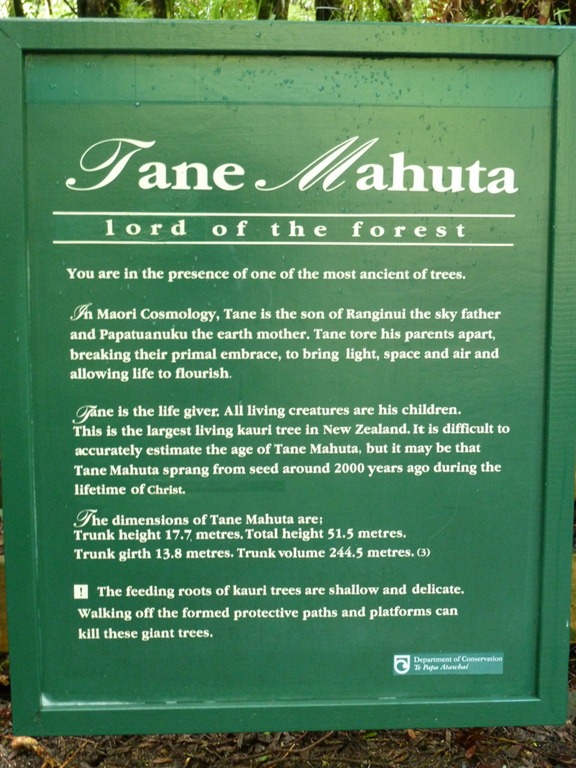 Tane Mahuta
lord of the forest
You are in the presence of one of the most ancient of trees.
In Maori Cosmology, Tane is the son of Ranginui the sky father
and Papatuanuku the earth mother. Tane tore his parents apart,
breaking their primal embrace, to bring light, space and air and
allowing life to flourish.
Tane is the life giver. All living creatures are his children.
This is the largest living kauri tree in New Zealand. It is difficult to
accurately estimate the age of Tane Mahuta, but it may be that
Tane Mahuta sprang from seed around 2000 years ago during the
lifetime of Christ.
The dimensions of Tane Mahuta are;
Trunk height 17.7 metres. Total height 51.5 metres.
Trunk girth 13.8 metres. Trunk volume 244.5 metres. (3)
! The feeding roots of kauri trees are shallow and delicate.
Walking off the formed protective paths and platforms can
kill these giant trees.
Department of Conservation
Te Papa Atawhai